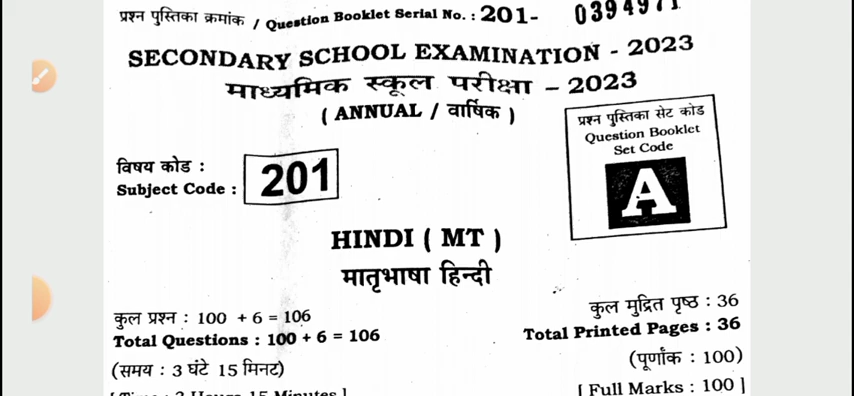 प्रश्न पुस्तिका क्रमांक / Question Booklet Serial No. : 201- 0394971
SECONDARY SCHOOL EXAMINATION - 2023
माध्यमिक स्कूल परीक्षा – 2023
( ANNUAL / वार्षिक )
प्रश्न पुस्तिका सेट कोड
Question Booklet
Set Code
A
विषय कोड :
Subject Code :
201
HINDI ( MT )
मातृभाषा हिन्दी
कुल प्रश्न : 100 + 6 = 106
Total Questions : 100 + 6 = 106
(समय : 3 घंटे 15 मिनट)
कुल मुद्रित पृष्ठ : 36
Total Printed Pages : 36
(पूर्णांक : 100)
[ Full Marks : 100 ]